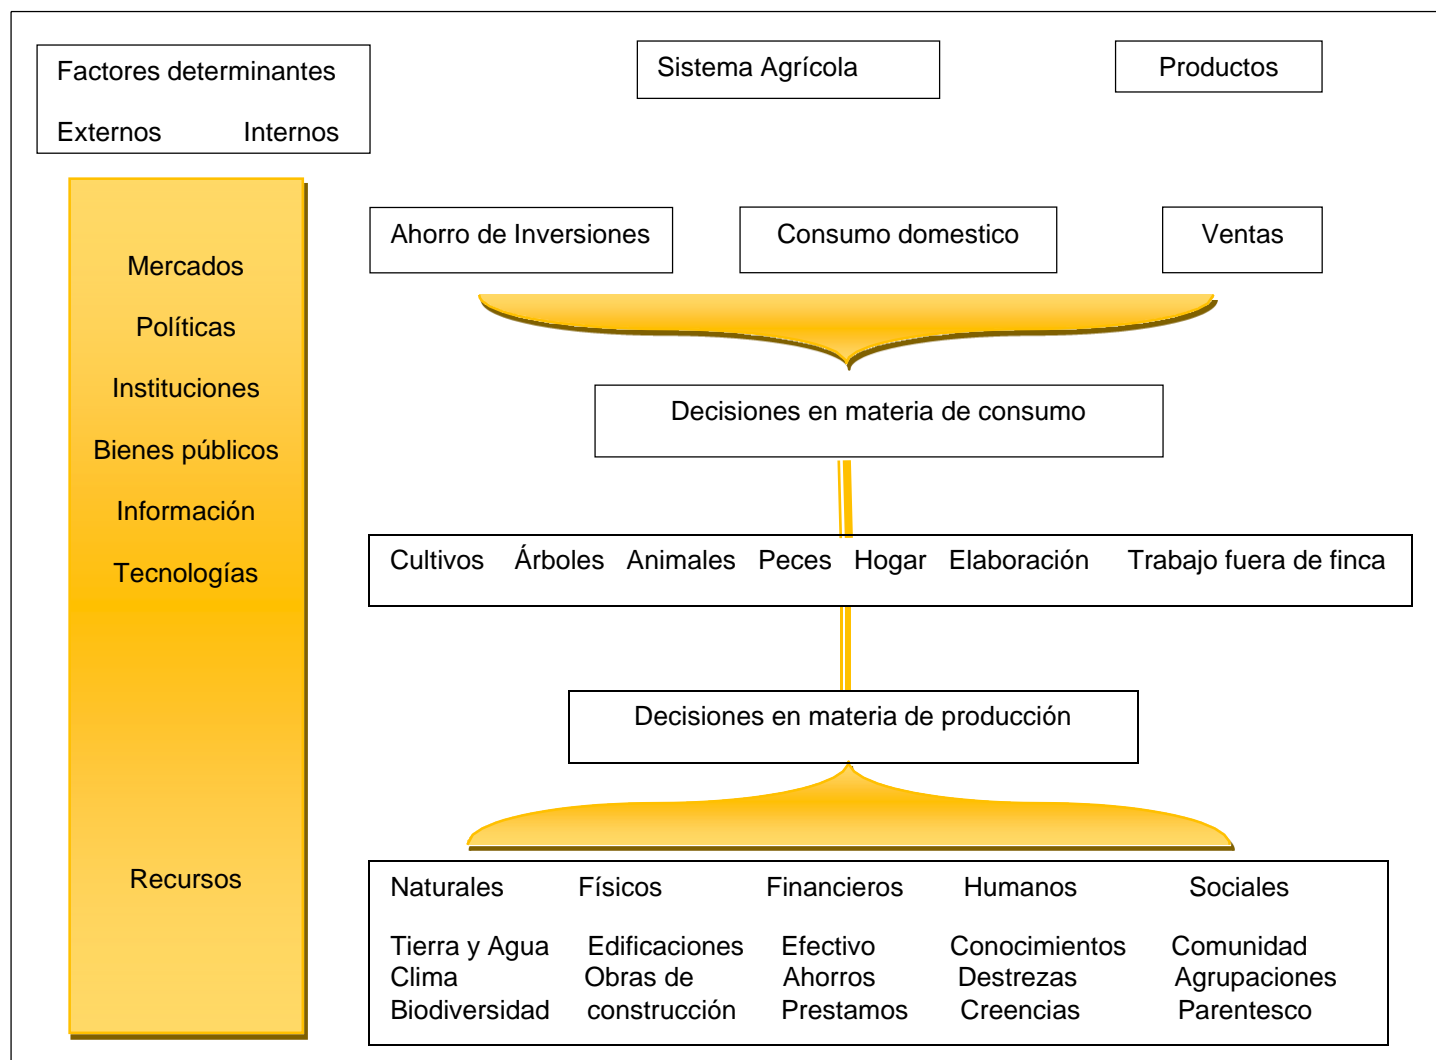 Factores determinantes
Externos Internos
Sistema Agrícola
Productos
Mercados
Políticas
Instituciones
Bienes públicos
Información
Tecnologías
Recursos
Ahorro de Inversiones
Consumo domestico
Ventas
Decisiones en materia de consumo
Cultivos Árboles Animales Peces Hogar Elaboración Trabajo fuera de finca
Decisiones en materia de producción
Naturales Físicos Financieros Humanos Sociales
Tierra y Agua Edificaciones Efectivo Conocimientos Comunidad
Clima Obras de Ahorros Destrezas Agrupaciones
Biodiversidad construcción Prestamos Creencias Parentesco